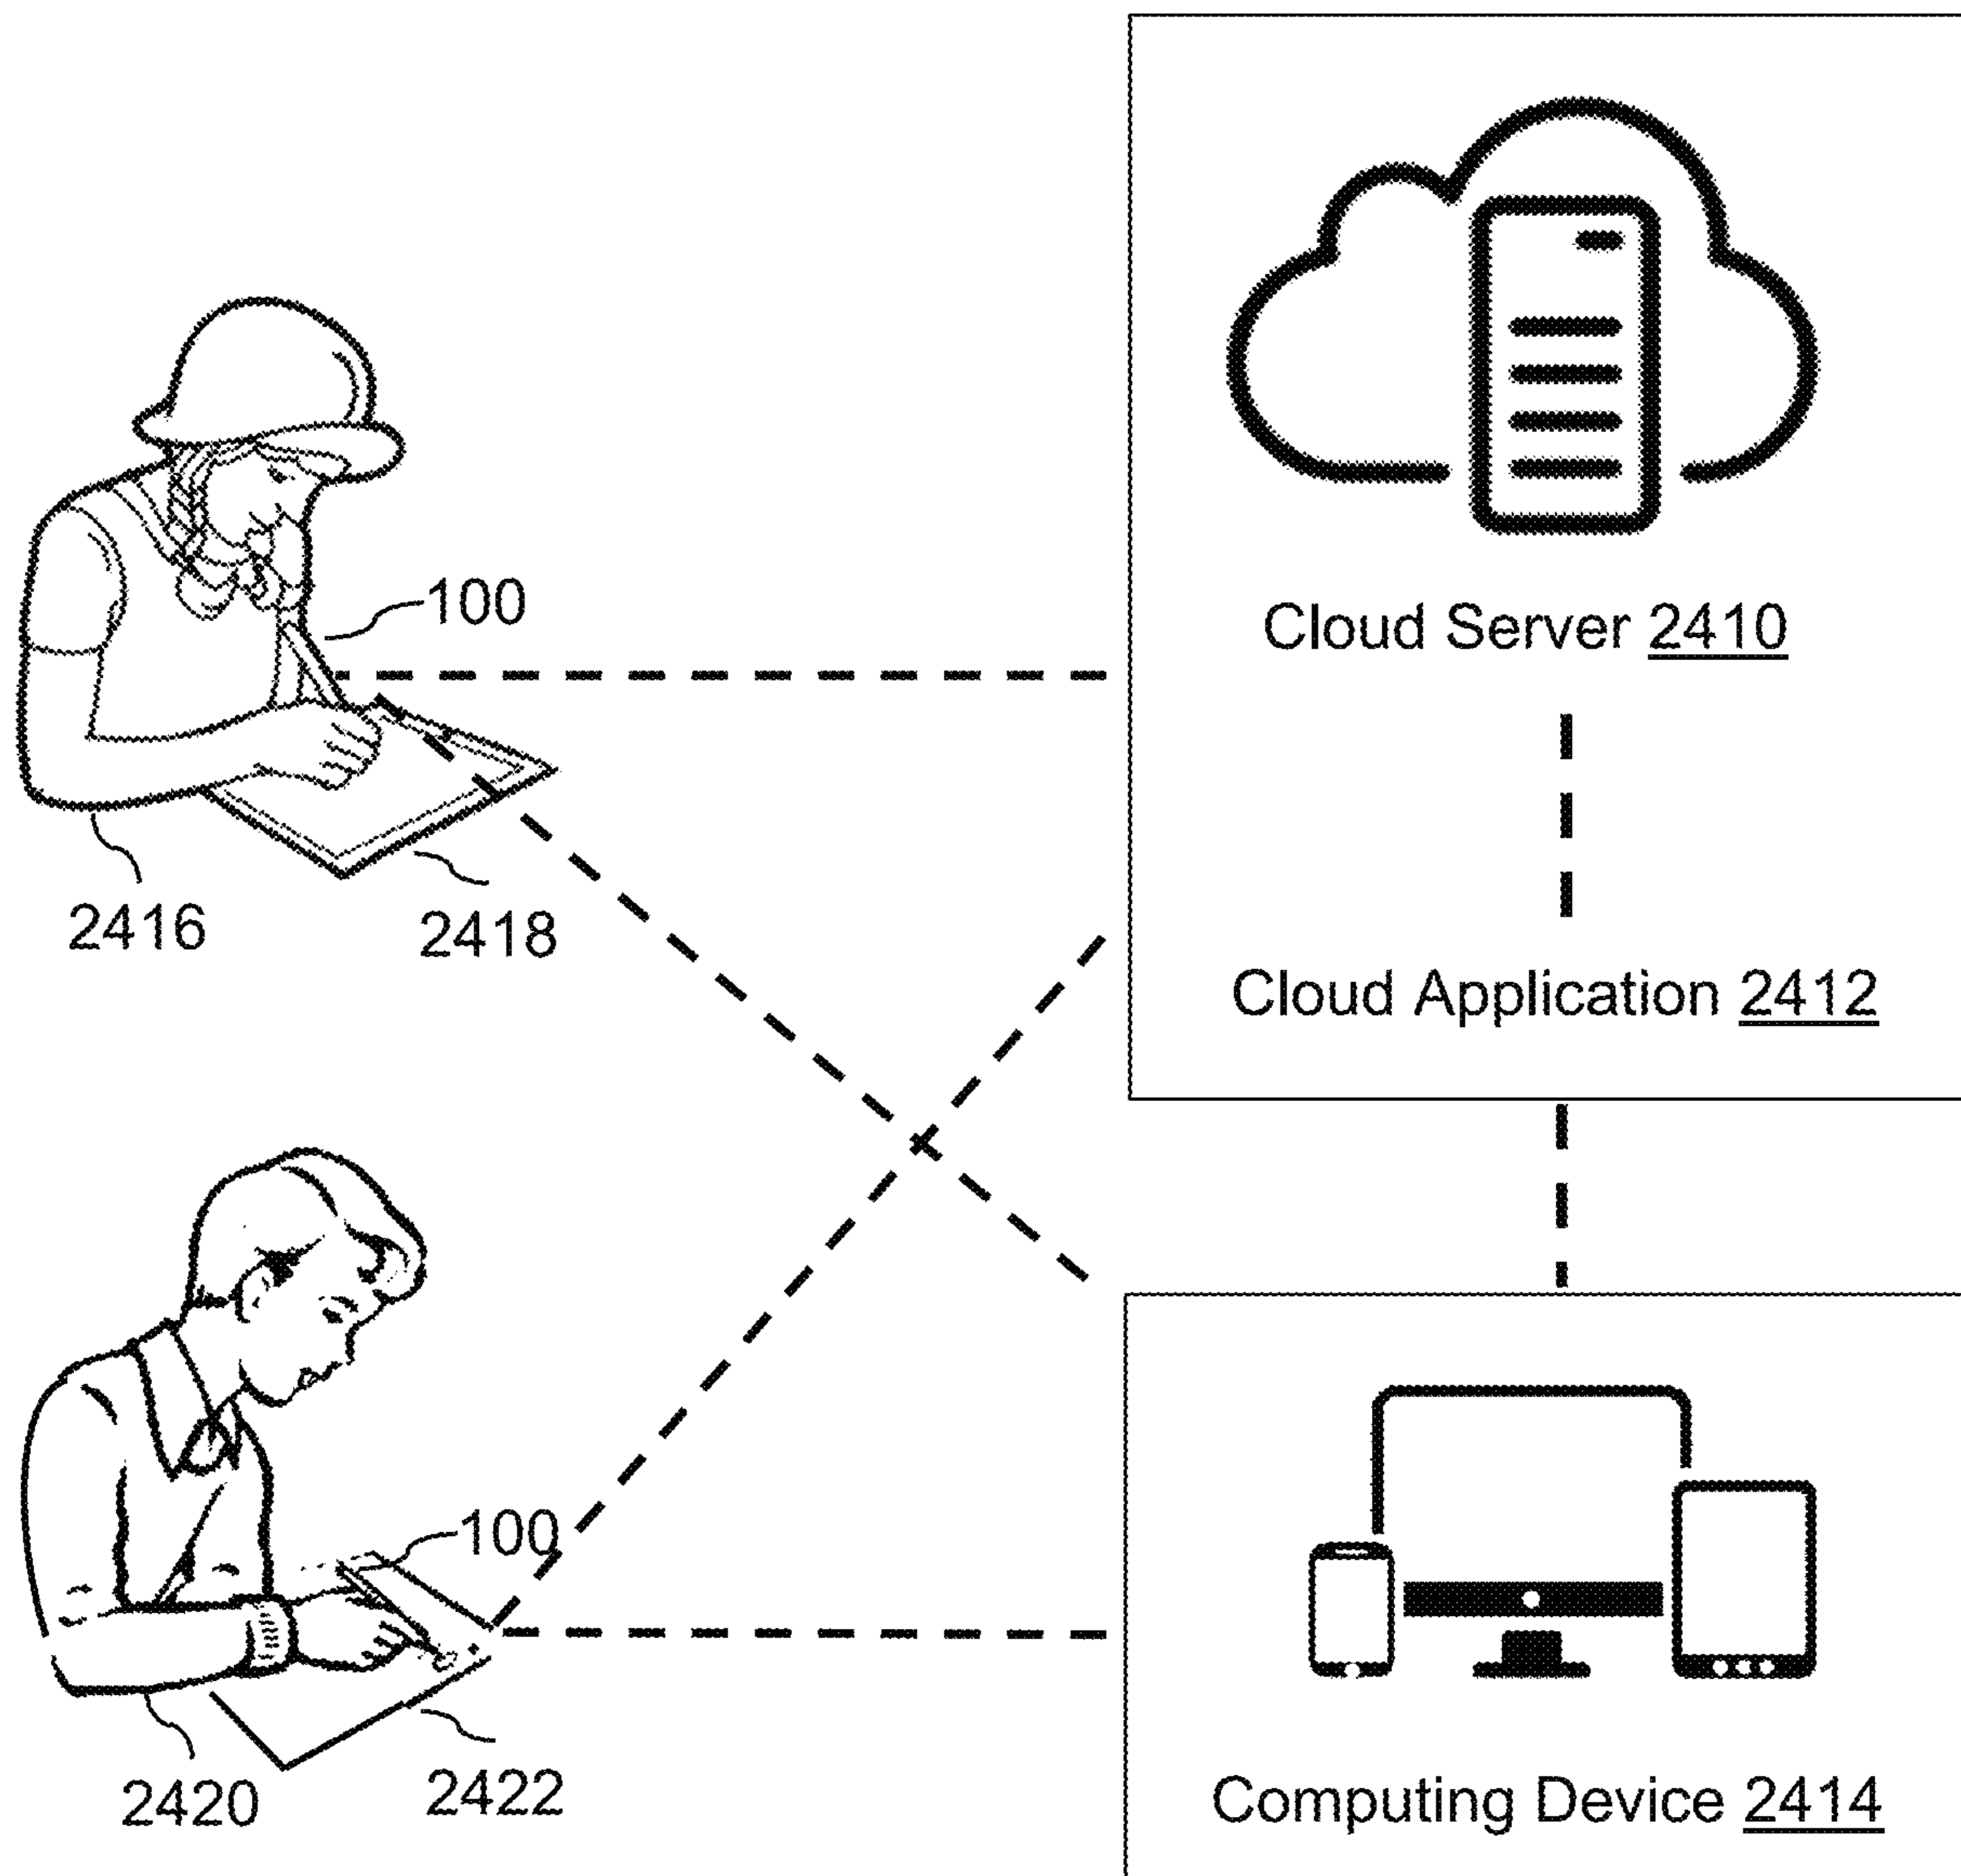 100
Cloud Server 2410
2416
2418
Cloud Application 2412
100
2420
2422
Computing Device 2414